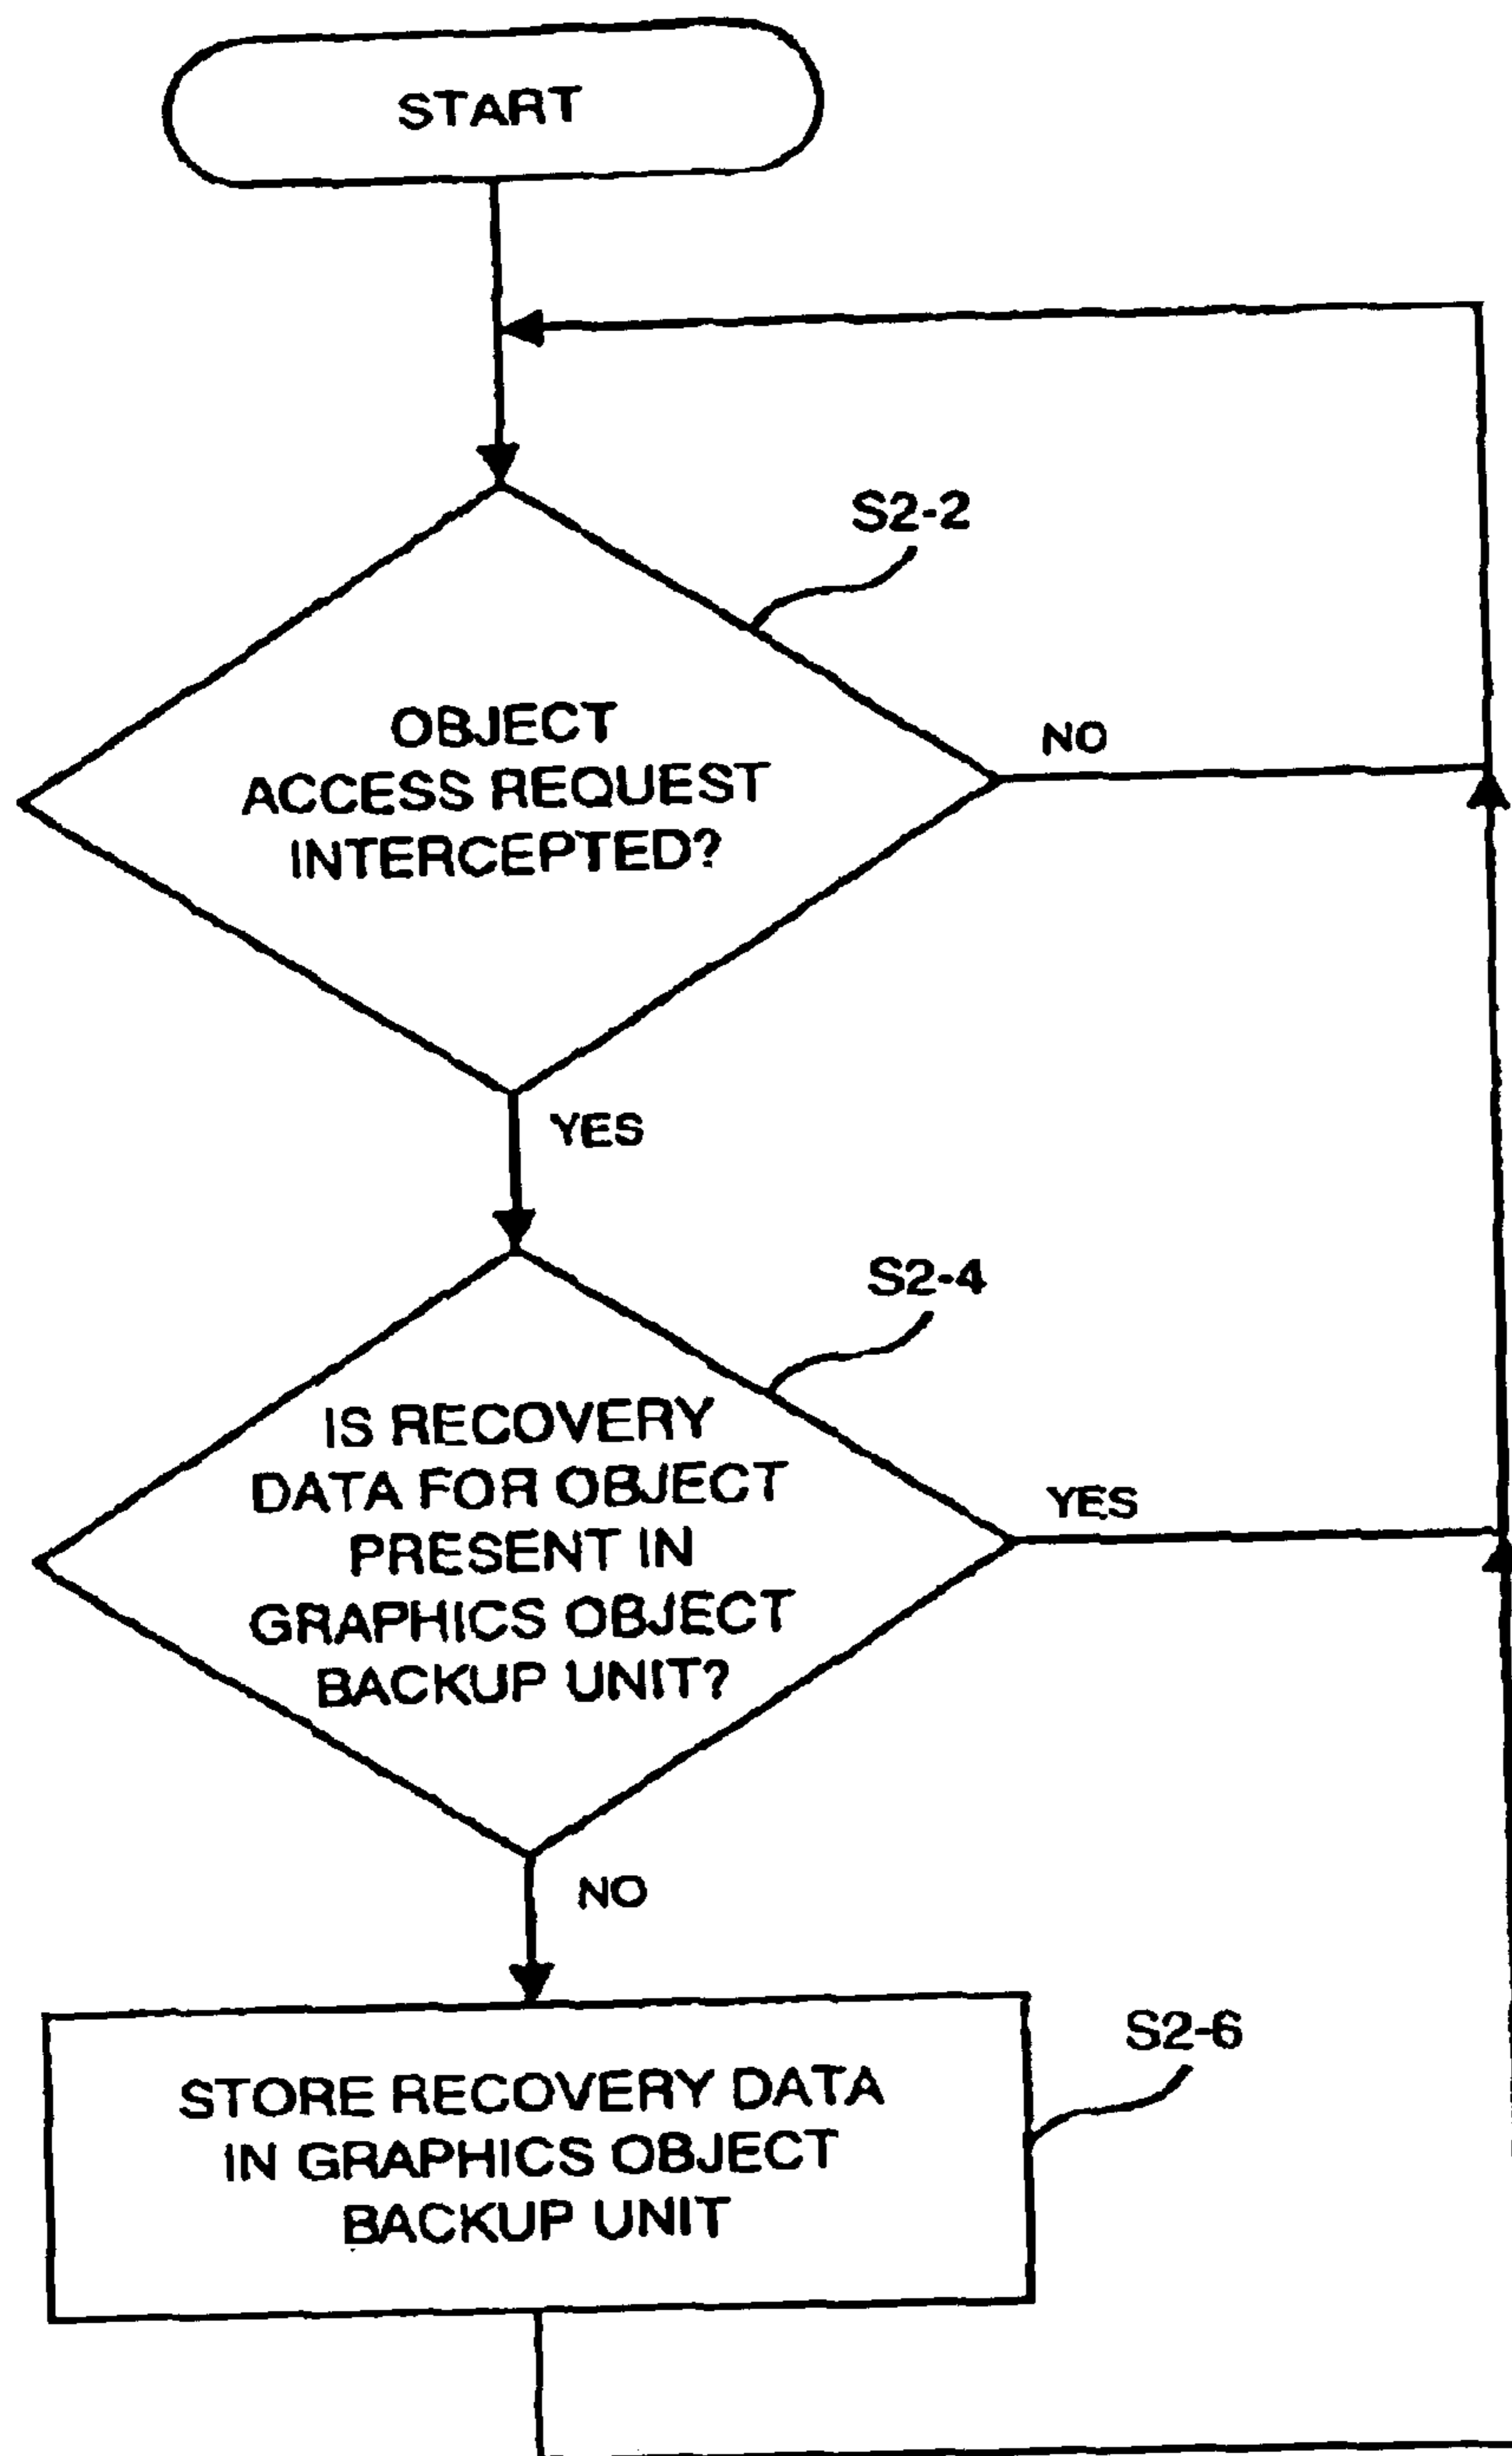 START
S2-2
OBJECT
ACCESS REQUEST
INTERCEPTED?
NO
YES
S2-4
IS RECOVERY
DATA FOR OBJECT
PRESENT IN
GRAPHICS OBJECT
BACKUP UNIT?
YES
NO
S2-6
STORE RECOVERY DATA
IN GRAPHICS OBJECT
BACKUP UNIT